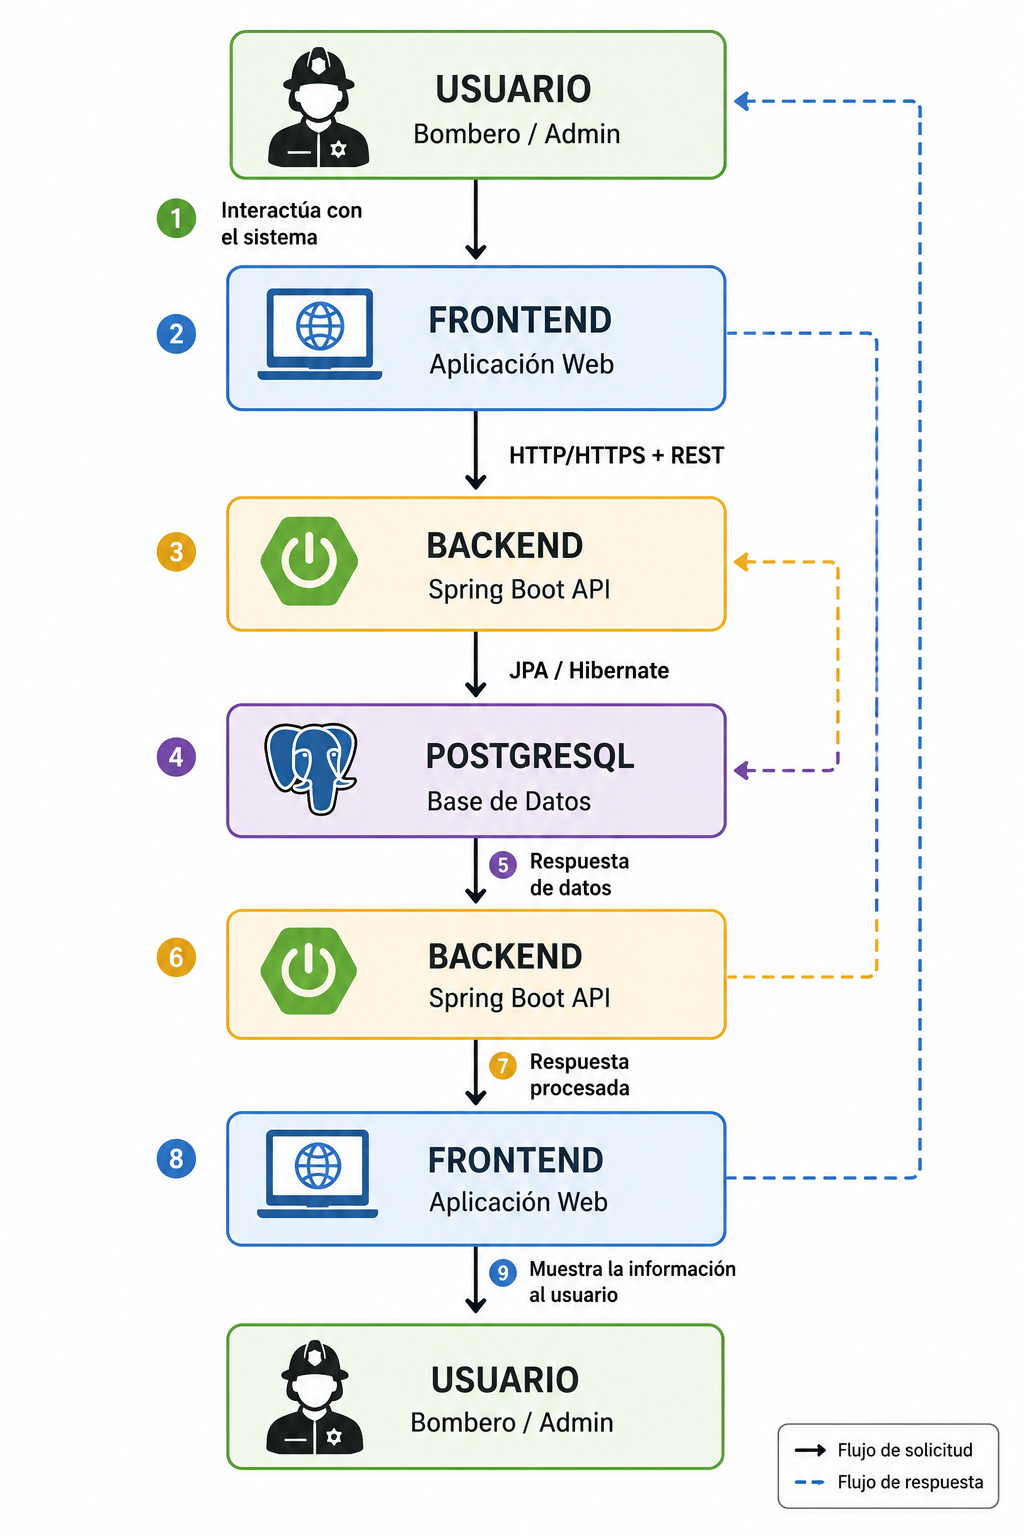 USUARIO
Bombero / Admin
1
Interactúa con
el sistema
2
FRONTEND
Aplicación Web
HTTP/HTTPS + REST
3
BACKEND
Spring Boot API
JPA / Hibernate
4
POSTGRESQL
Base de Datos
5
Respuesta
de datos
6
BACKEND
Spring Boot API
7
Respuesta
procesada
8
FRONTEND
Aplicación Web
9
Muestra la información
al usuario
USUARIO
Bombero / Admin
Flujo de solicitud
Flujo de respuesta